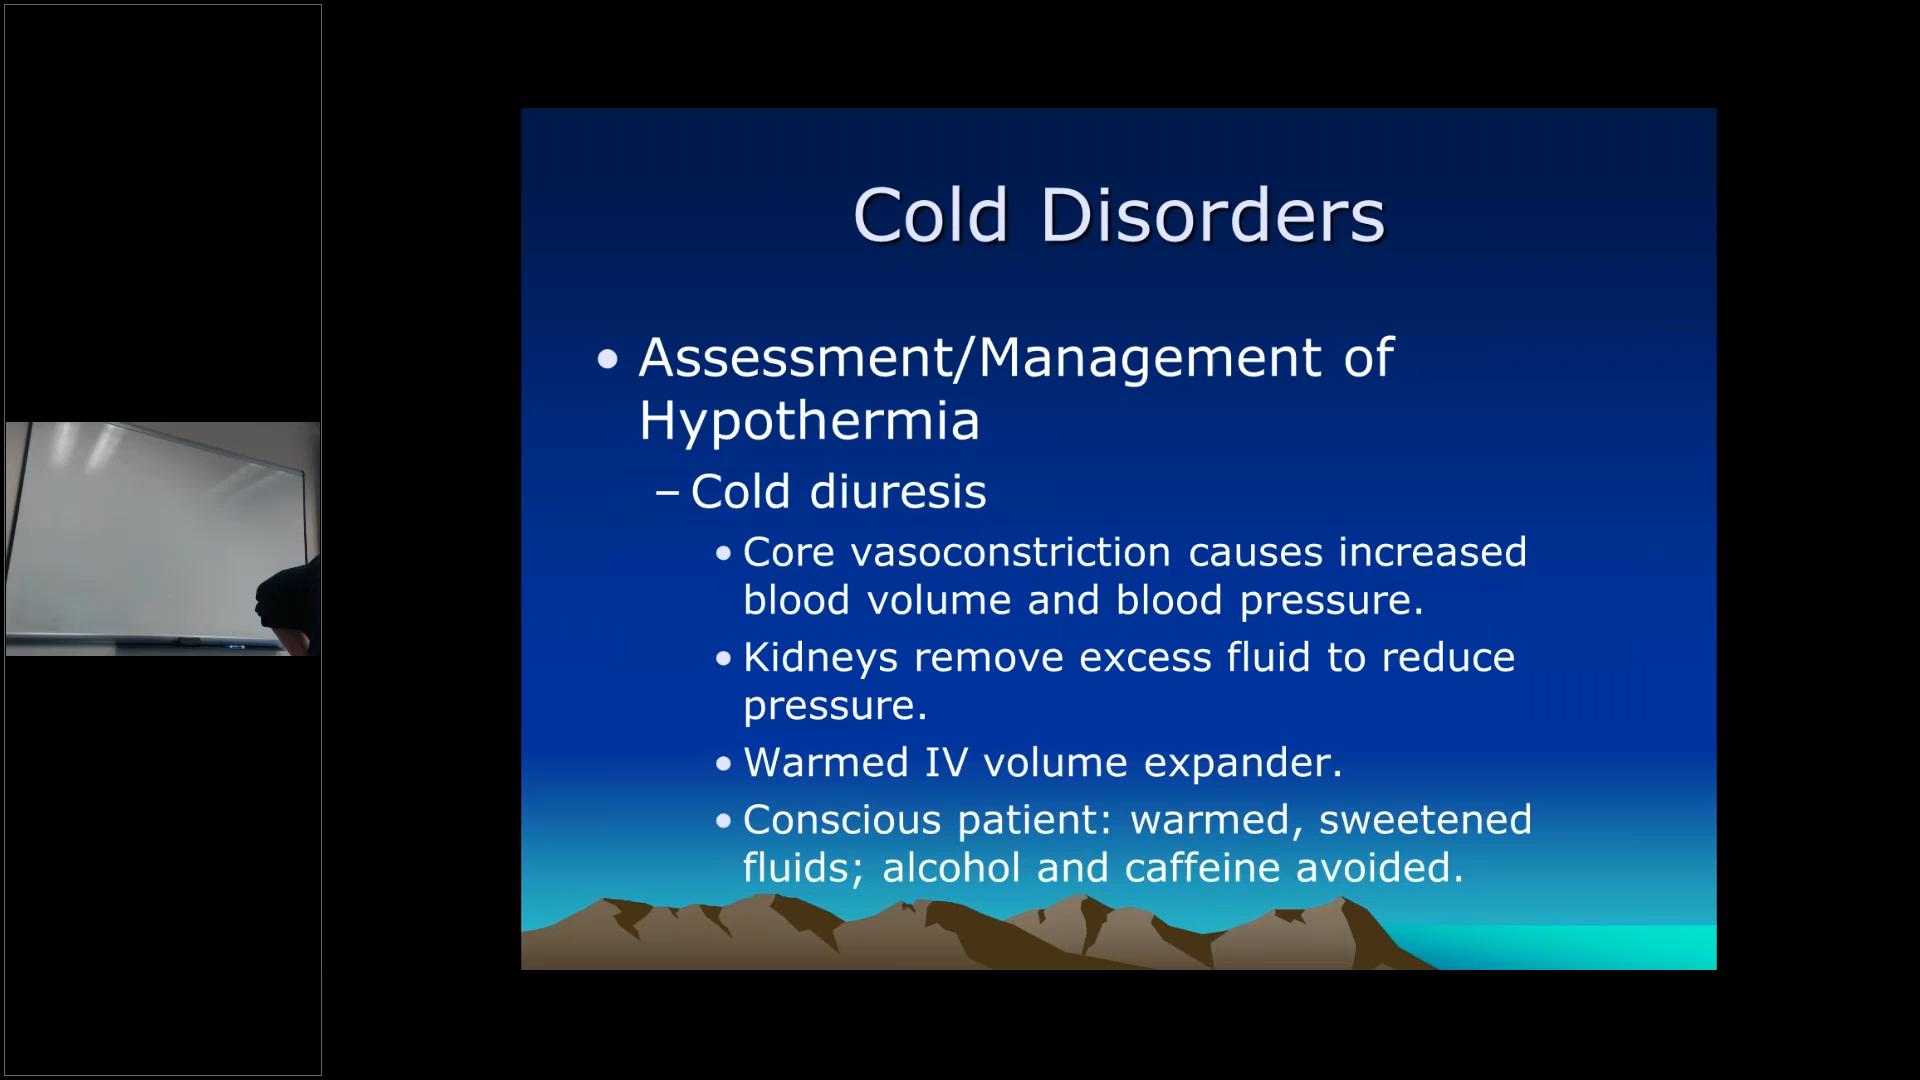 Cold Disorders
• Assessment/Management of
Hypothermia
– Cold diuresis
• Core vasoconstriction causes increased
blood volume and blood pressure.
• Kidneys remove excess fluid to reduce
pressure.
• Warmed IV volume expander.
• Conscious patient: warmed, sweetened
fluids; alcohol and caffeine avoided.